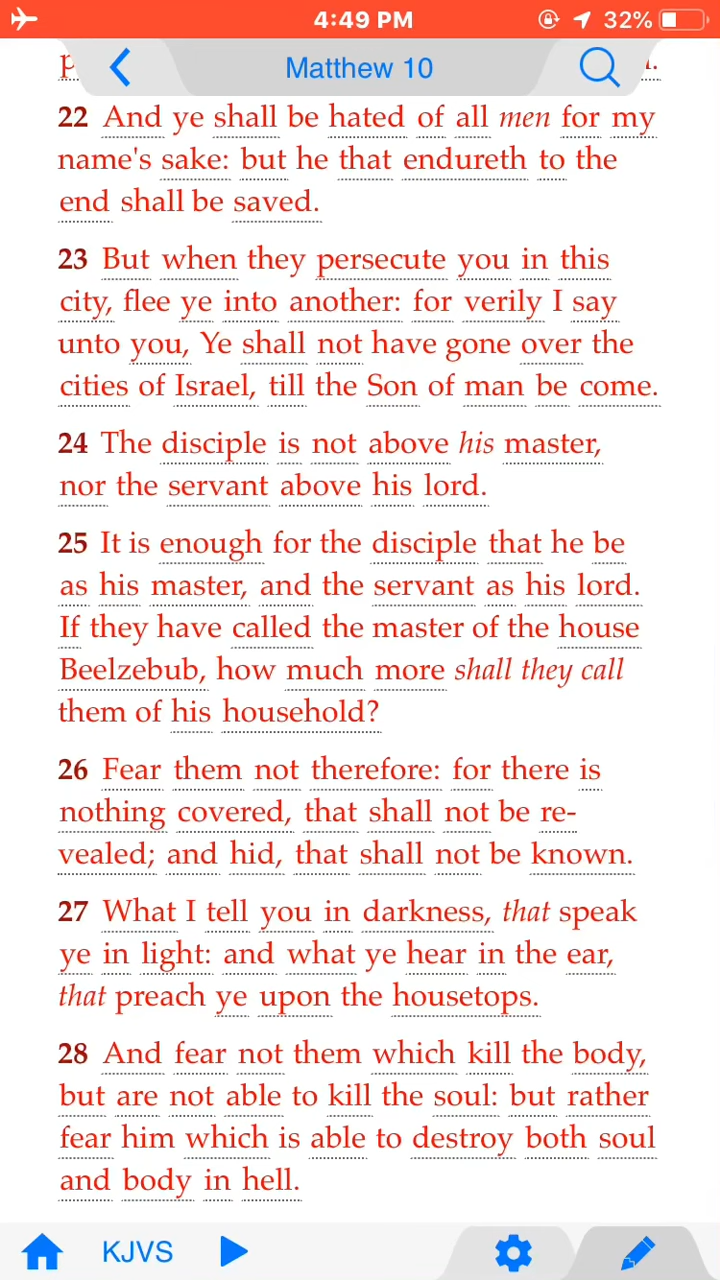 4:49 PM
32%
Matthew 10
22 And ye shall be hated of all men for my
name's sake: but he that endureth to the
end shall be saved.
23 But when they persecute you in this
city, flee ye into another: for verily I say
unto you, Ye shall not have gone over the
cities of Israel, till the Son of man be come.
24 The disciple is not above his master,
nor the servant above his lord.
25 It is enough for the disciple that he be
as his master, and the servant as his lord.
If they have called the master of the house
Beelzebub, how much more shall they call
them of his household?
26 Fear them not therefore: for there is
nothing covered, that shall not be re-
vealed; and hid, that shall not be known.
27 What I tell you in darkness, that speak
ye in light: and what ye hear in the ear,
that preach ye upon the housetops.
28 And fear not them which kill the body,
but are not able to kill the soul: but rather
fear him which is able to destroy both soul
and body in hell.
KJVS